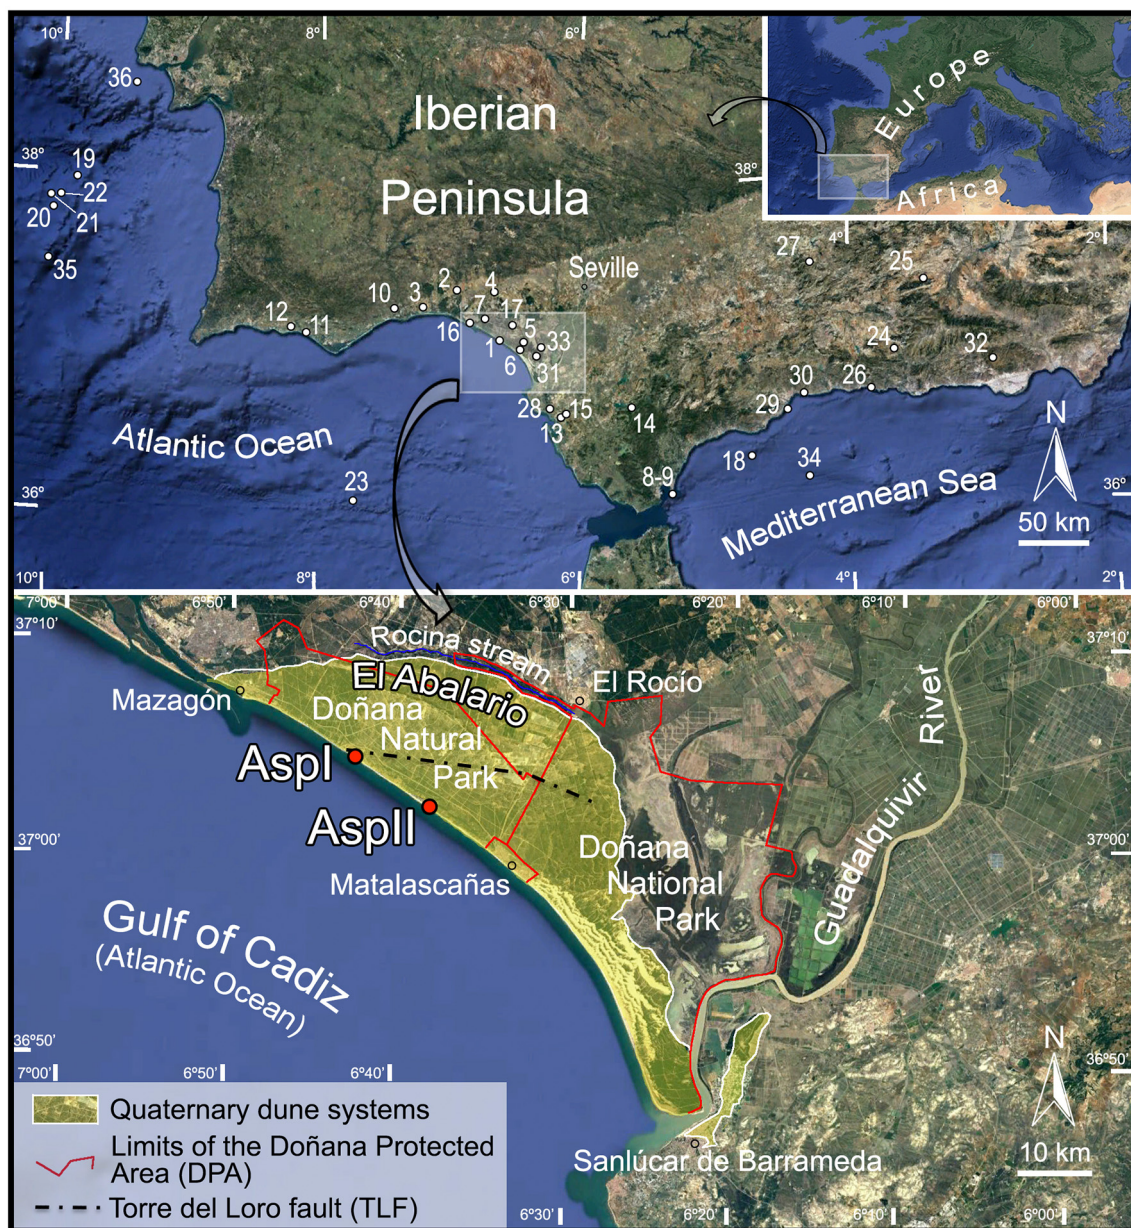 10º
8º
6º
36
Iberian
Peninsula
Europe
Africa
38º
38º
19
22
20
21
35
27
4º
2º
25
Seville
2
4
10
3
7
17
12
11
16
5
33
1
6
31
24
32
30
26
28
15
29
14
13
Atlantic Ocean
18
34
8-9
23
N
36º
36º
Mediterranean Sea
50 km
10º
8º
6º
4º
2º
7º00'
6º50'
6º40'
6º30'
6º20'
6º10'
6º00'
37º10'
37º10'
Rocina stream
El Abalario
El Rocío
Mazagón
Doñana
Natural
Park
AspI
AspII
River
Guadalquivir
37º00'
37º00'
Doñana
National
Park
Matalascañas
Gulf of Cadiz
(Atlantic Ocean)
36º50'
36º50'
7º00'
6º50'
6º40'
N
10 km
Quaternary dune systems
Limits of the Doñana Protected
Area (DPA)
Torre del Loro fault (TLF)
Sanlúcar de Barrameda
6º30'
6º20'
6º10'
6º00'